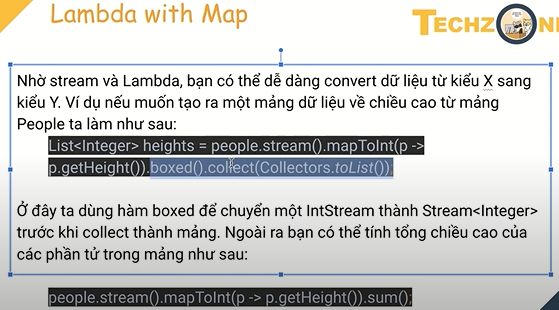 Lambda with Map
TECHZONE
Nhờ stream và Lambda, bạn có thể dễ dàng convert dữ liệu từ kiểu X sang
kiểu Y. Ví dụ nếu muốn tạo ra một mảng dữ liệu về chiều cao từ mảng
People ta làm như sau:
List<Integer> heights = people.stream().mapToInt(p ->
p.getHeight()).boxed().collect(Collectors.toList());
Ở đây ta dùng hàm boxed để chuyển một IntStream thành Stream<Integer>
trước khi collect thành mảng. Ngoài ra bạn có thể tính tổng chiều cao của
các phần tử trong mảng như sau:
people.stream().mapToInt(p -> p.getHeight()).sum();